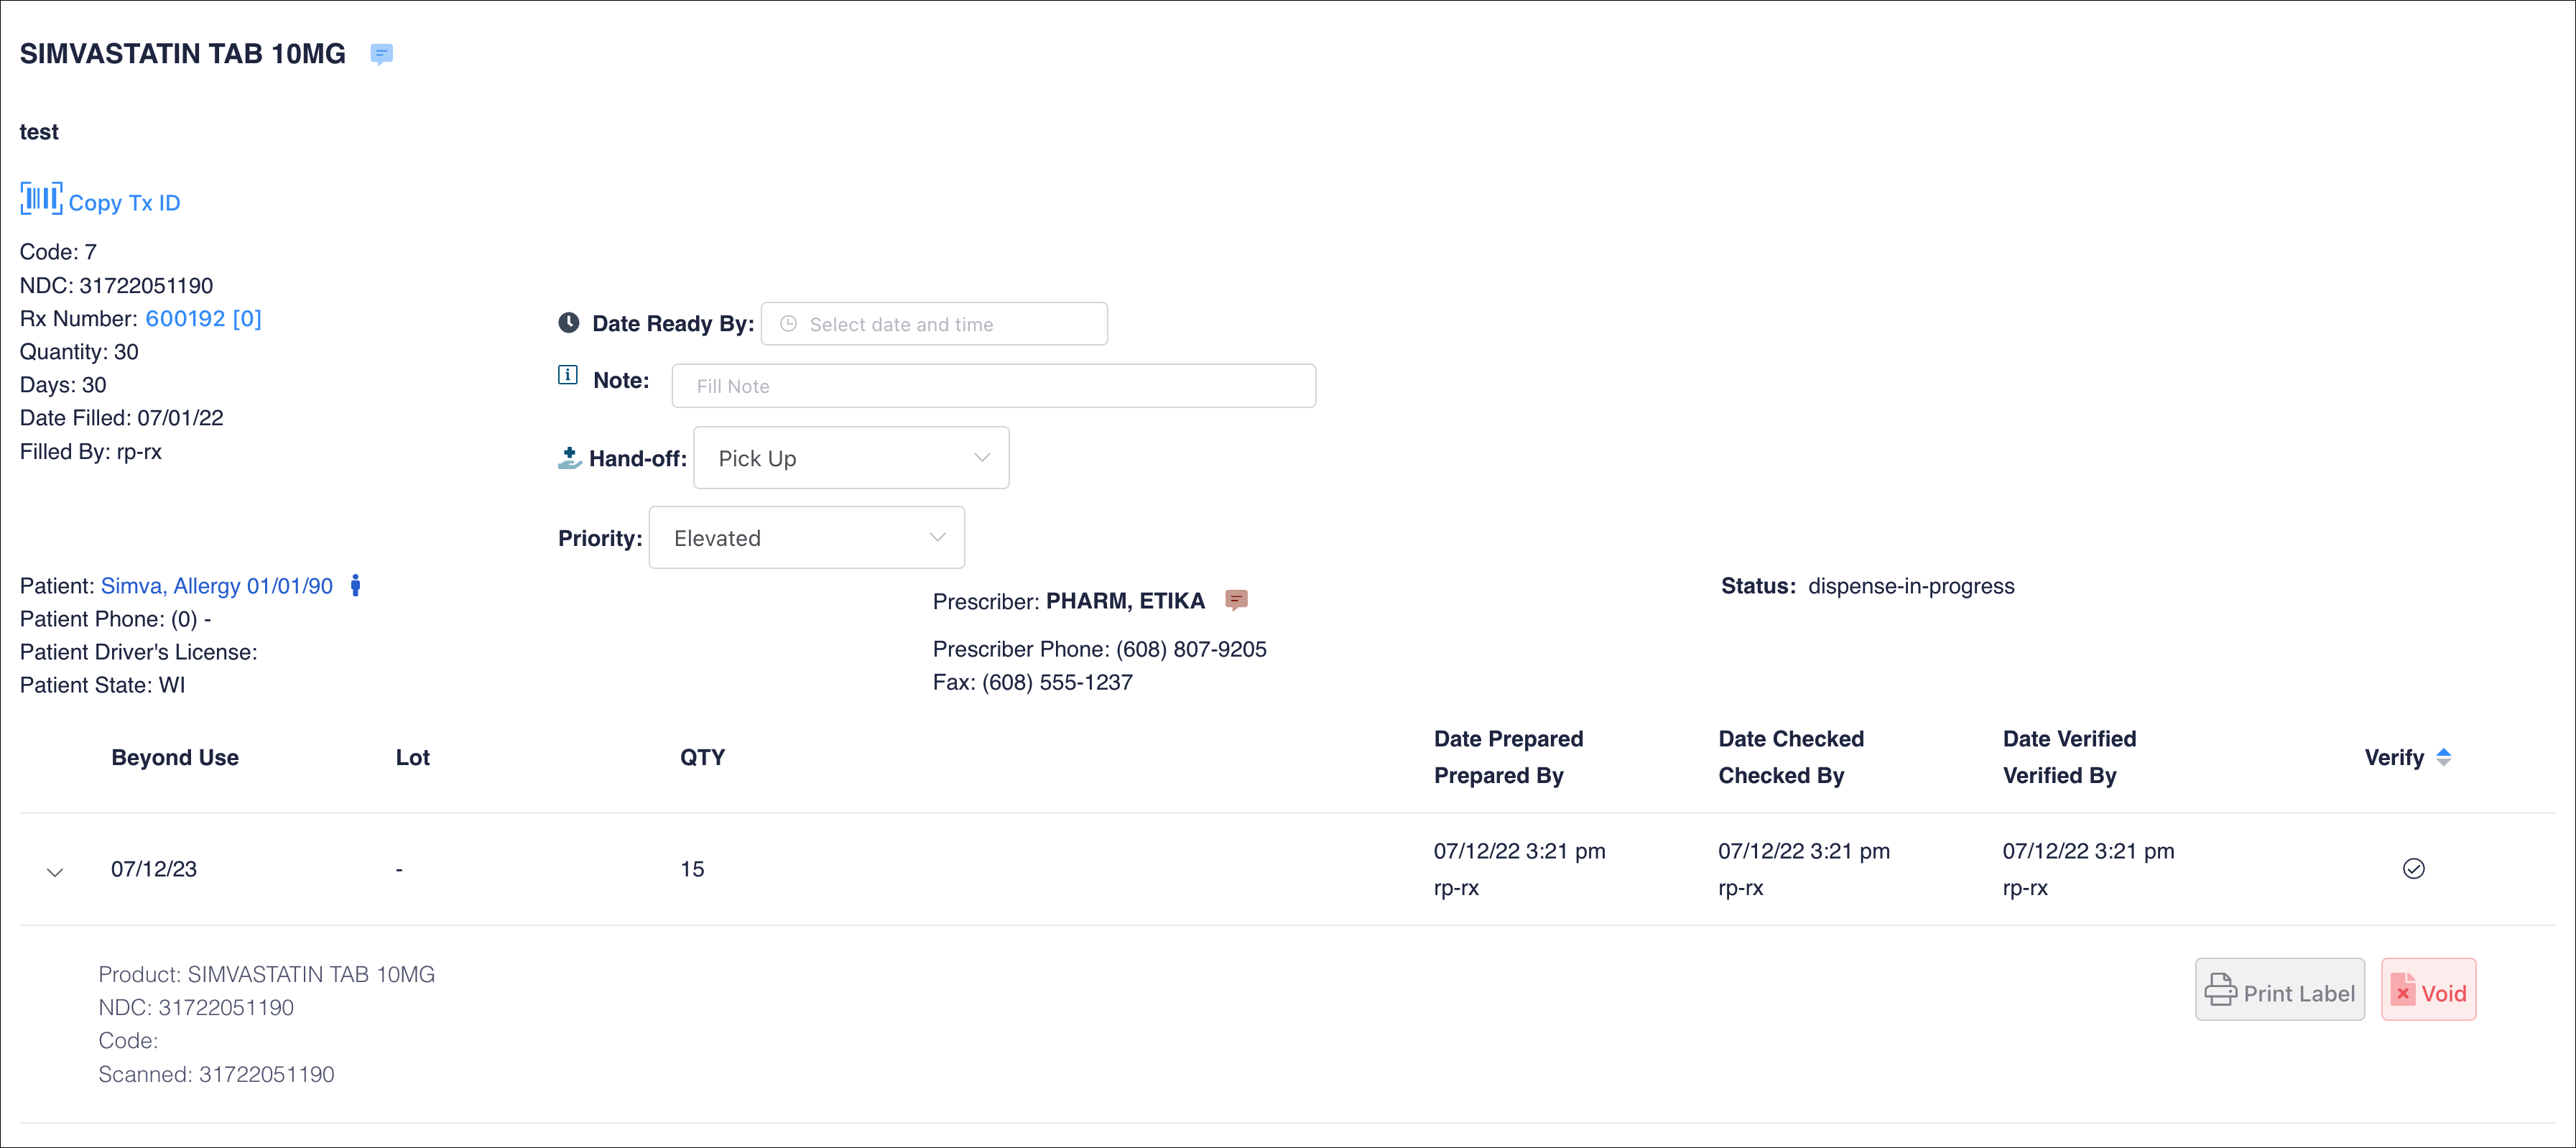 SIMVASTATIN TAB 10MG
test
Copy Tx ID
Code: 7
NDC: 31722051190
Rx Number: 600192 [0]
Quantity: 30
Days: 30
Date Filled: 07/01/22
Filled By: rp-rx
Date Ready By: Select date and time
Note: Fill Note
Hand-off: Pick Up
Priority: Elevated
Patient: Simva, Allergy 01/01/90
Patient Phone: (0) -
Patient Driver's License:
Patient State: WI
Prescriber: PHARM, ETIKA
Prescriber Phone: (608) 807-9205
Fax: (608) 555-1237
Status: dispense-in-progress
Beyond Use
Lot
QTY
Date Prepared
Prepared By
Date Checked
Checked By
Date Verified
Verified By
Verify
07/12/23
-
15
07/12/22 3:21 pm
rp-rx
07/12/22 3:21 pm
rp-rx
07/12/22 3:21 pm
rp-rx
Product: SIMVASTATIN TAB 10MG
NDC: 31722051190
Code:
Scanned: 31722051190
Print Label
Void